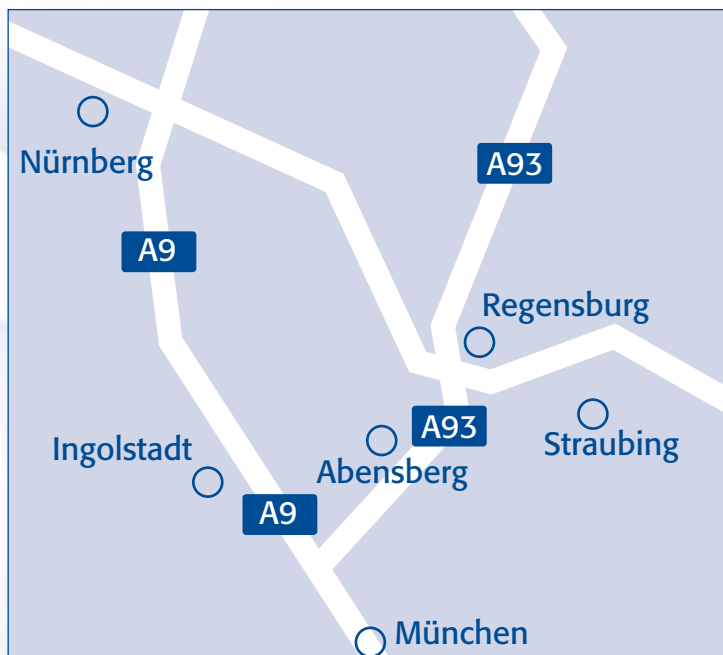 Nürnberg
A93
A9
Regensburg
A93
Straubing
Ingolstadt
Abensberg
A9
München